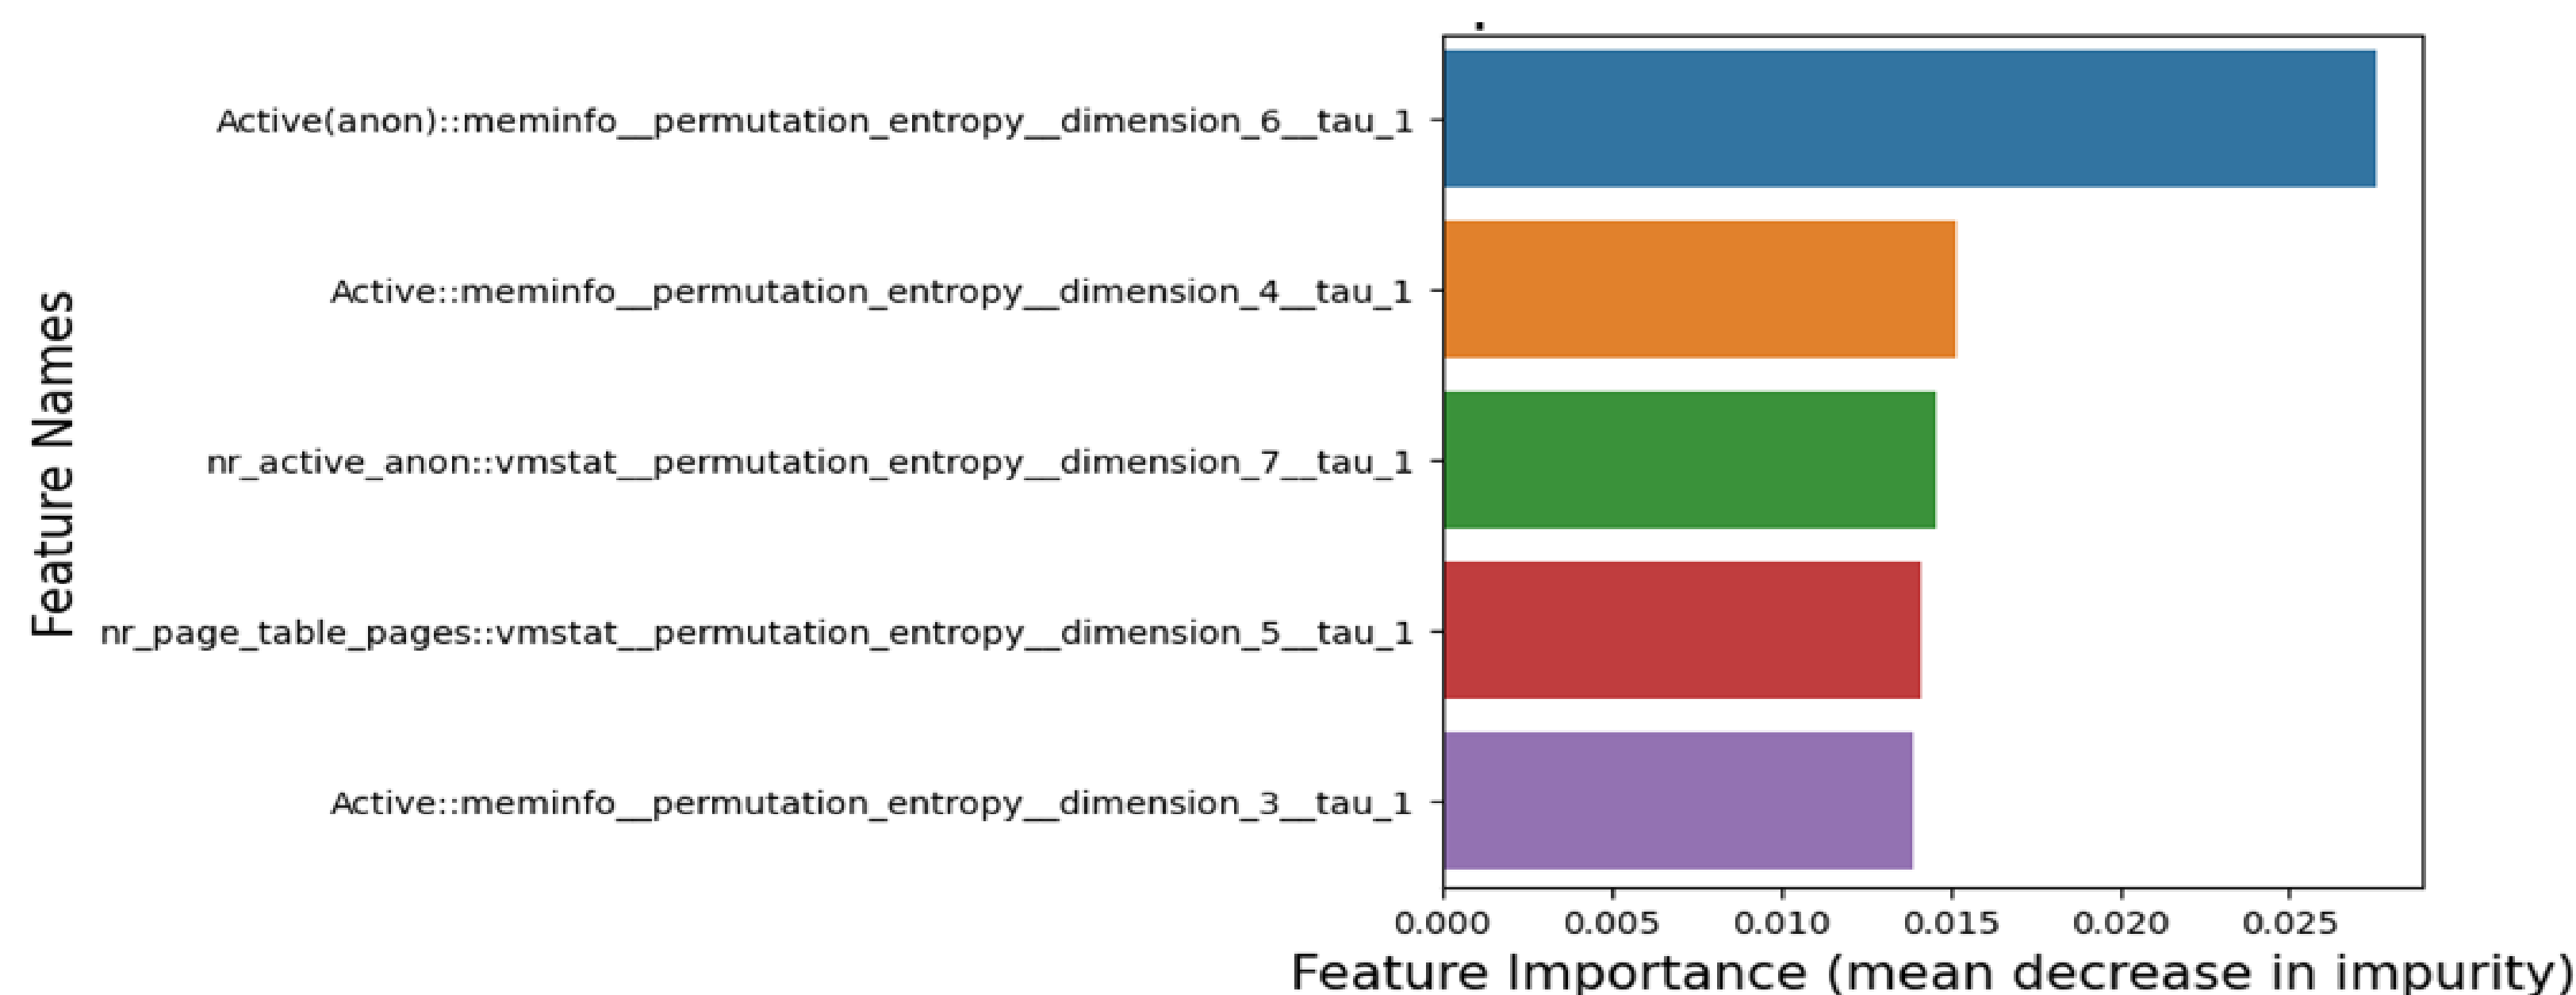 Feature Names
Active(anon)::meminfo__permutation_entropy__dimension_6__tau_1
Active::meminfo__permutation_entropy__dimension_4__tau_1
nr_active_anon::vmstat__permutation_entropy__dimension_7__tau_1
nr_page_table_pages::vmstat__permutation_entropy__dimension_5__tau_1
Active::meminfo__permutation_entropy__dimension_3__tau_1
0.000 0.005 0.010 0.015 0.020 0.025
Feature Importance (mean decrease in impurity)